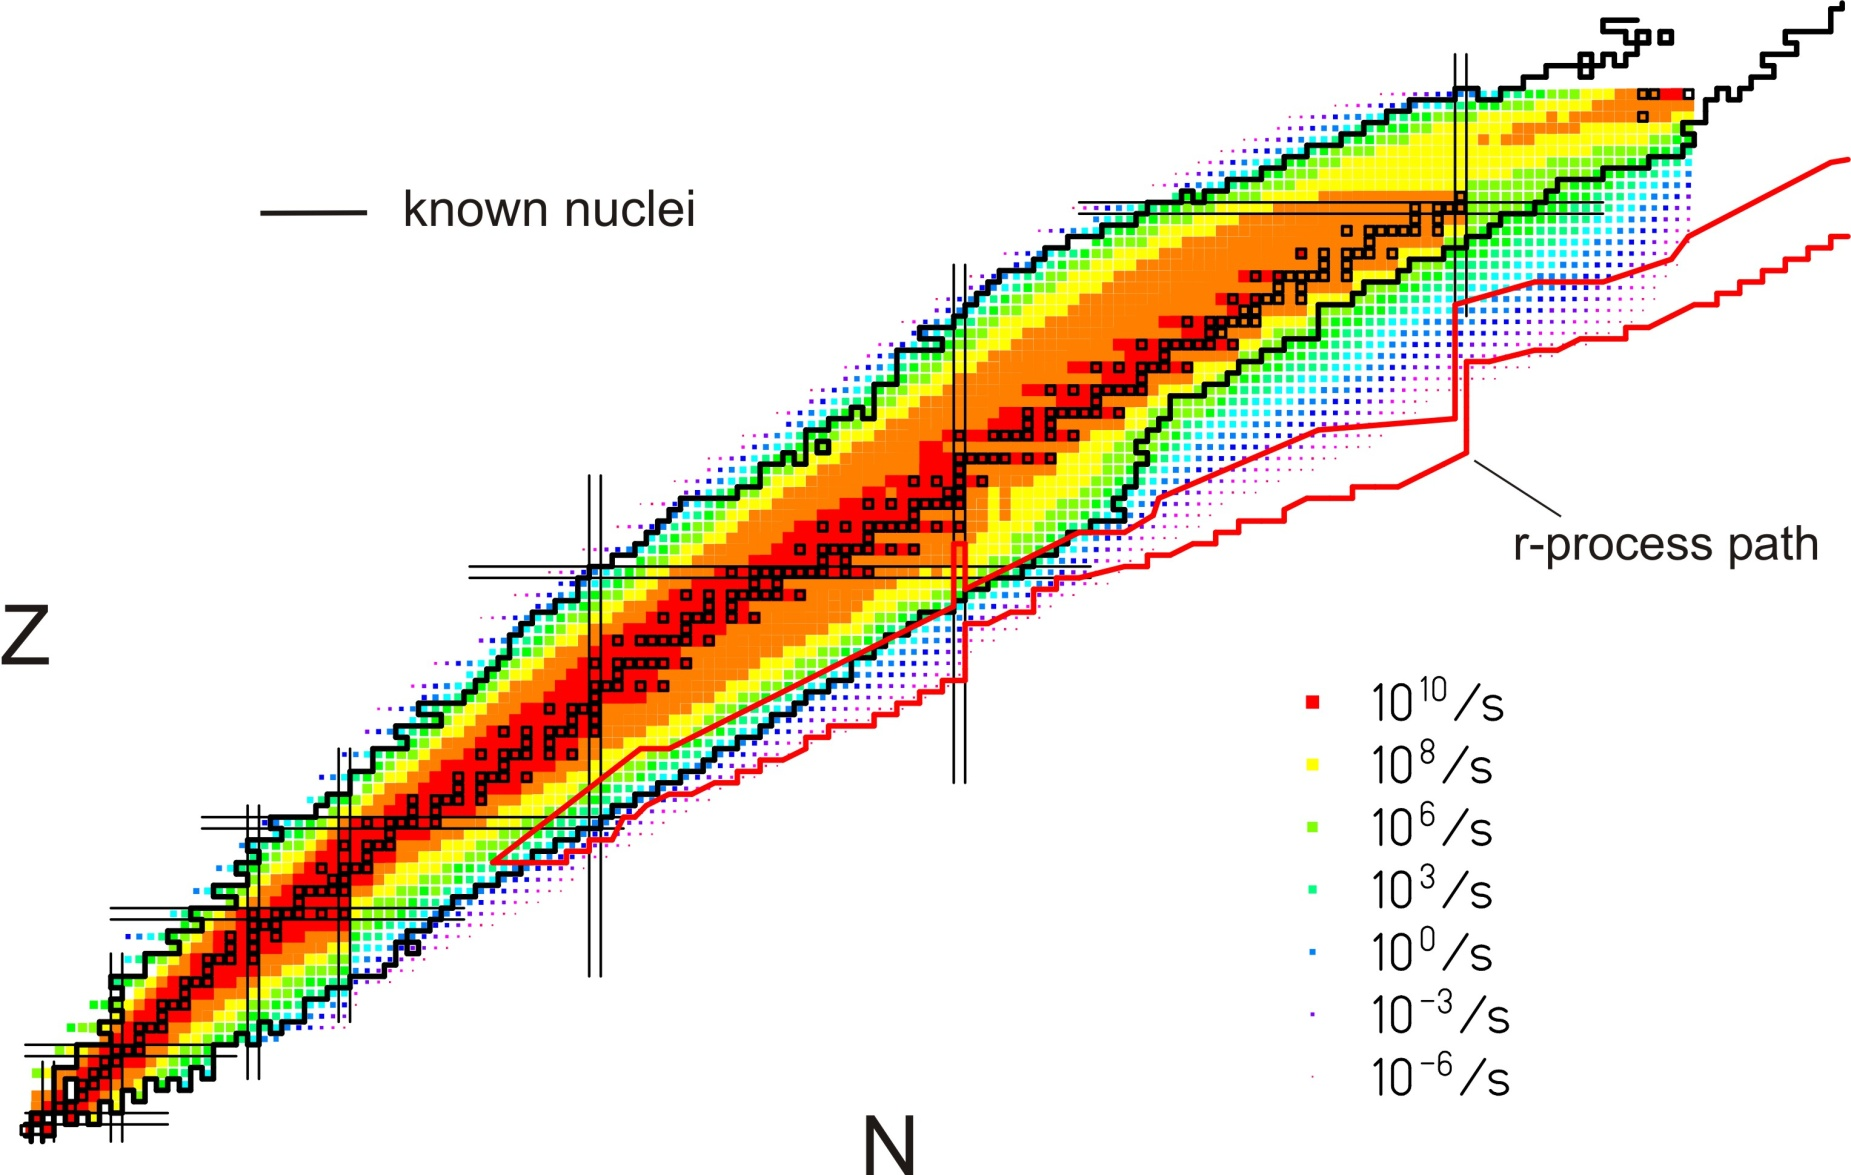 known nuclei
r-process path
Z
10¹⁰/s
10⁸/s
10⁶/s
10³/s
10⁰/s
10⁻³/s
10⁻⁶/s
N